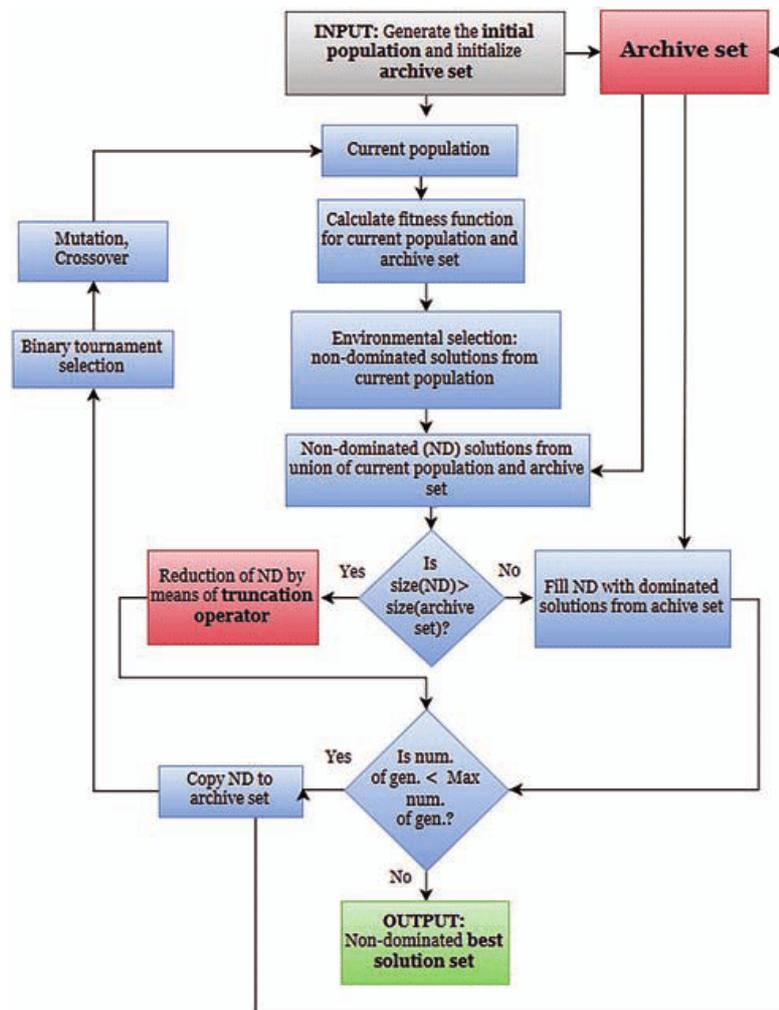 INPUT: Generate the initial
population and initialize
archive set
Archive set
Current population
Calculate fitness function
for current population and
archive set
Mutation,
Crossover
Environmental selection:
non-dominated solutions from
current population
Binary tournament
selection
Non-dominated (ND) solutions from
union of current population and archive
set
Is
size(ND)>
size(archive
set)?
Yes
No
Reduction of ND by
means of truncation
operator
Fill ND with dominated
solutions from achive set
Is num.
of gen. < Max
num.
of gen.?
Yes
No
Copy ND to
archive set
OUTPUT:
Non-dominated best
solution set